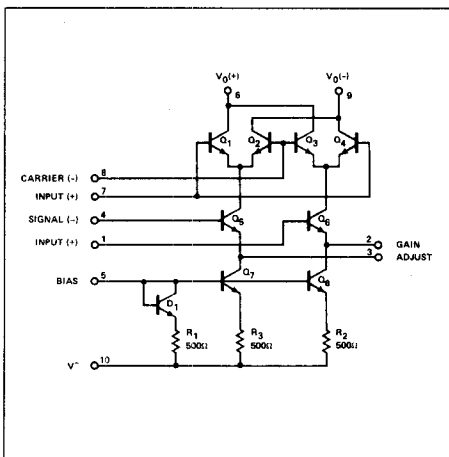 V₀(+) V₀(−)
6 9
Q1 Q2 Q3 Q4
CARRIER (−) 8
INPUT (+) 7
SIGNAL (−) 4 Q5 Q6
INPUT (+) 1
2 GAIN
3 ADJUST
BIAS 5 Q7 Q8
D1
R1 R3 R2
500Ω 500Ω 500Ω
V⁻ 10